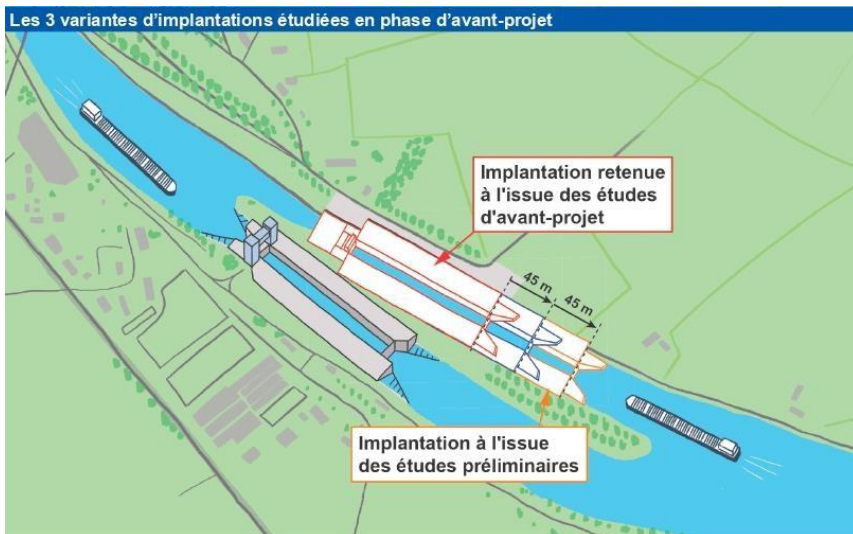 Les 3 variantes d’implantations étudiées en phase d’avant-projet
Implantation retenue
à l'issue des études
d'avant-projet
45 m
45 m
Implantation à l'issue
des études préliminaires